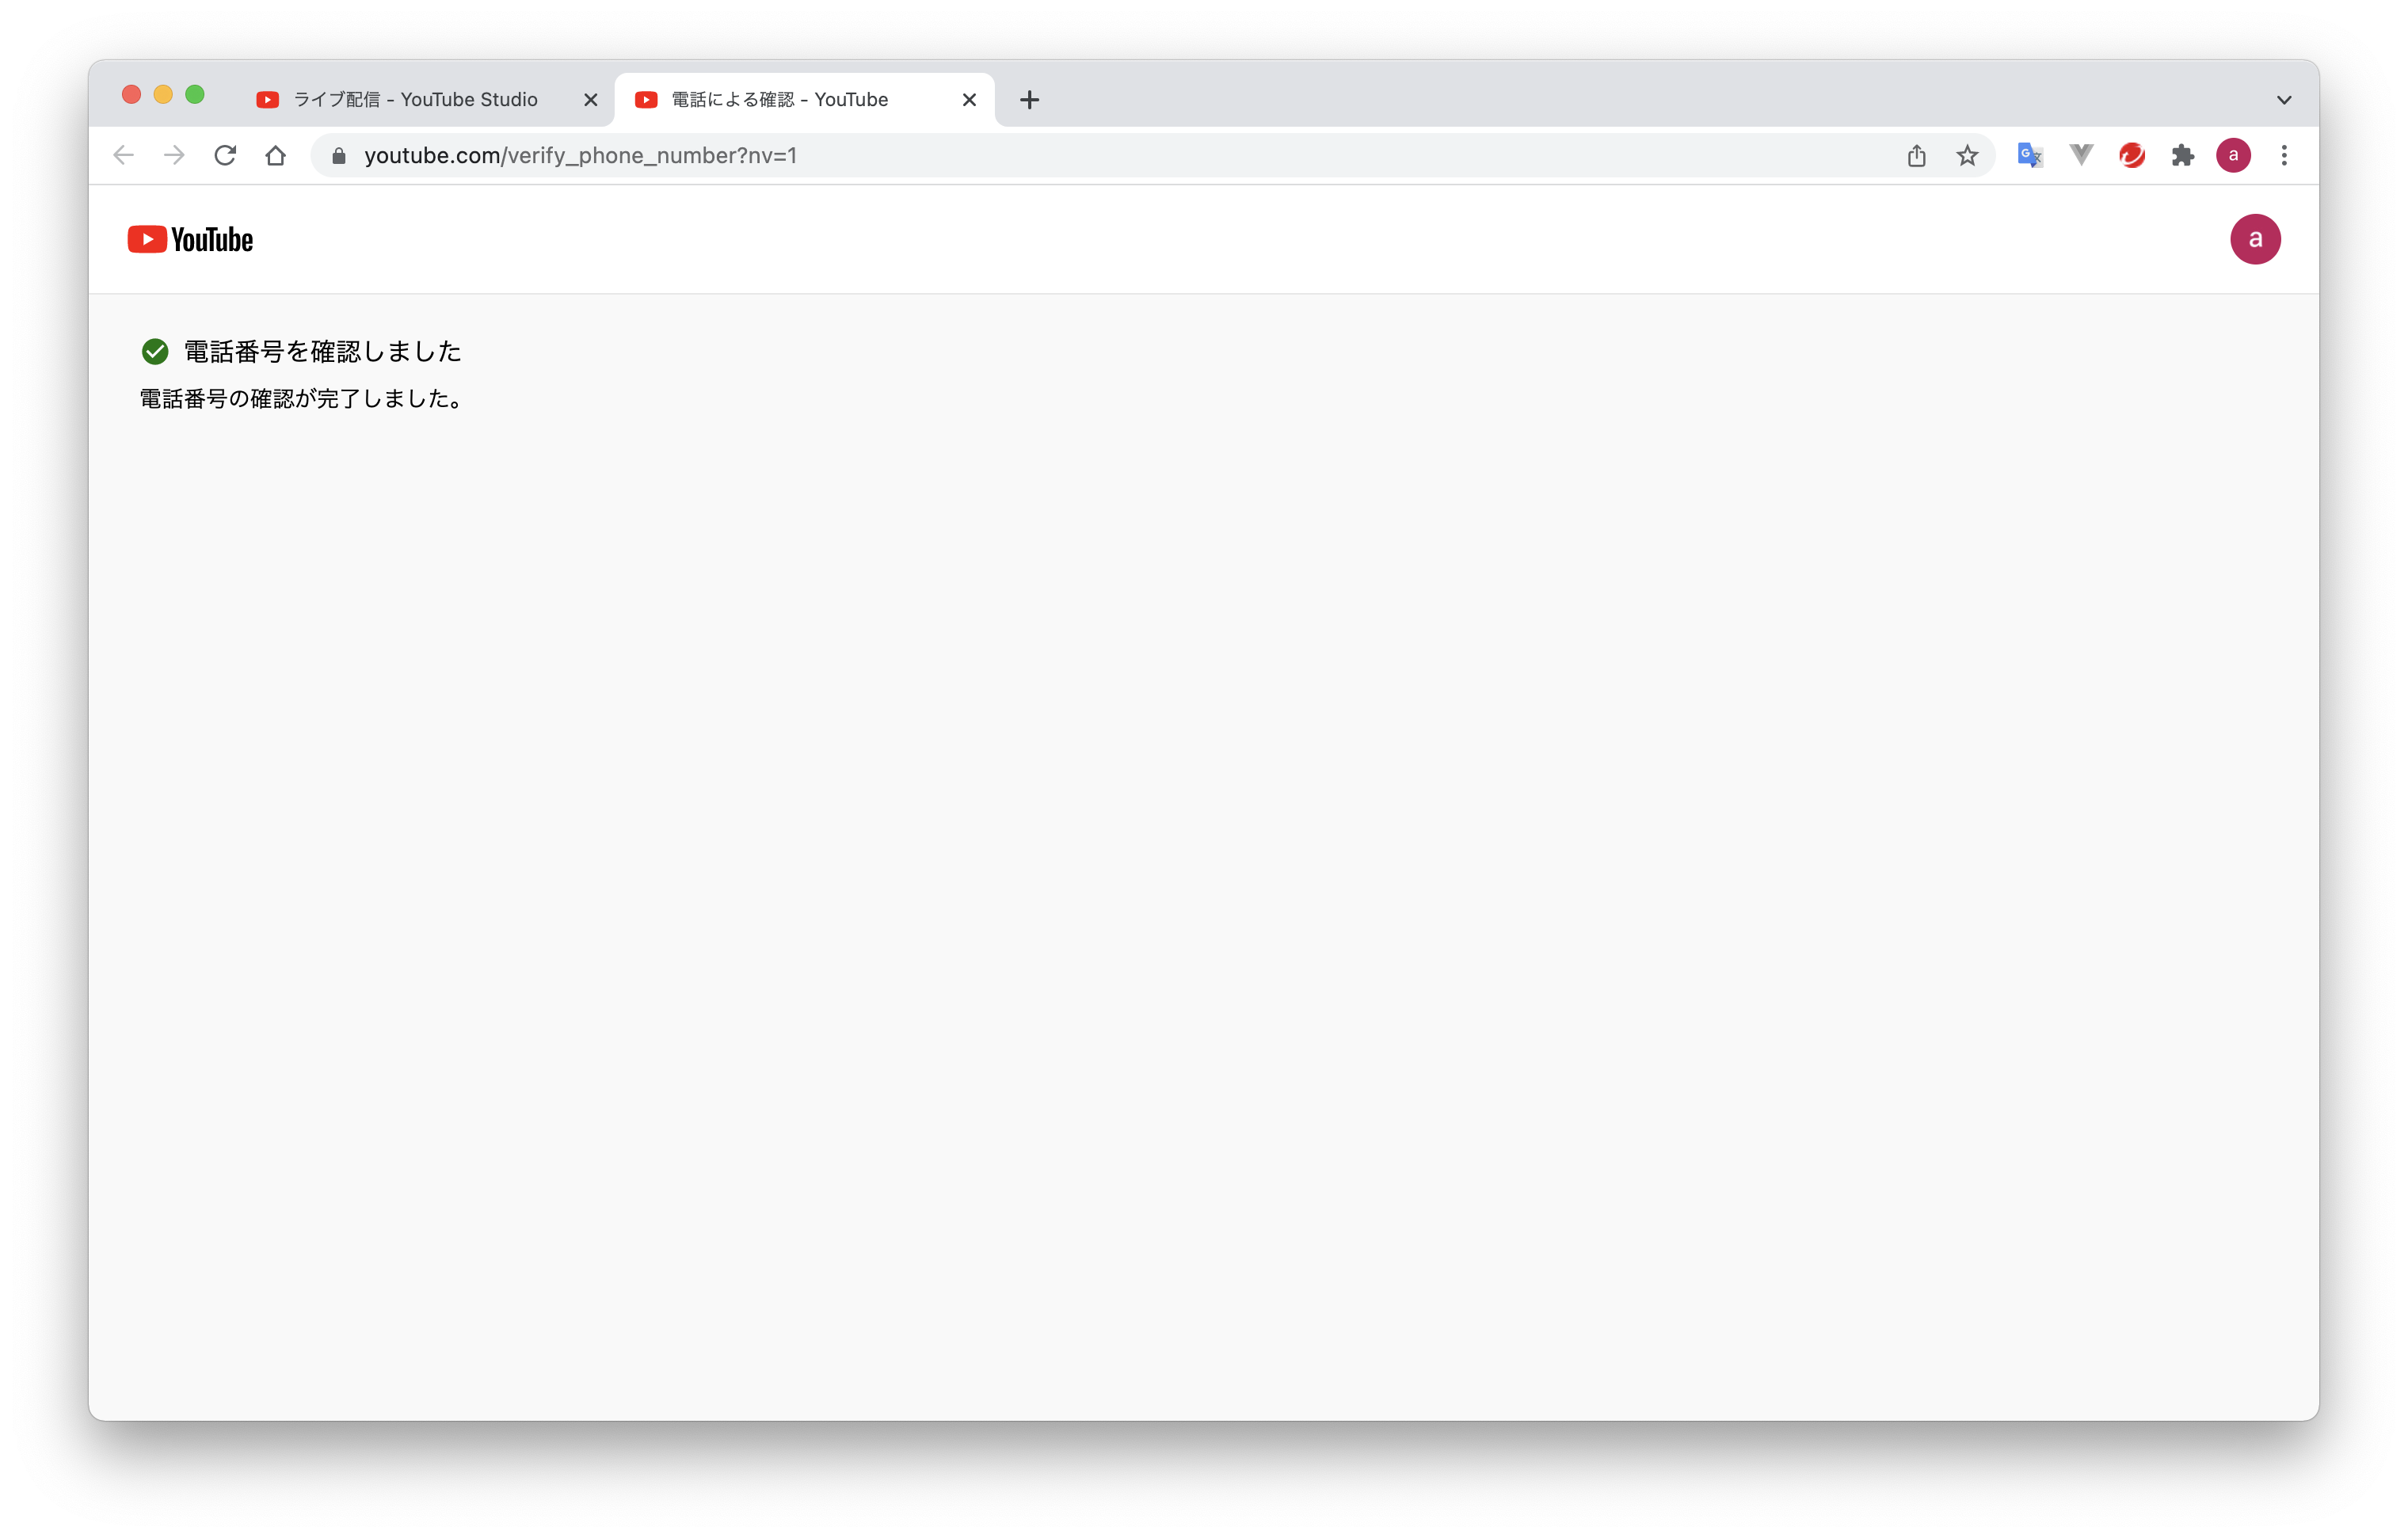 ライブ配信 - YouTube Studio
電話による確認 - YouTube
youtube.com/verify_phone_number?nv=1
a
YouTube
a
電話番号を確認しました
電話番号の確認が完了しました。